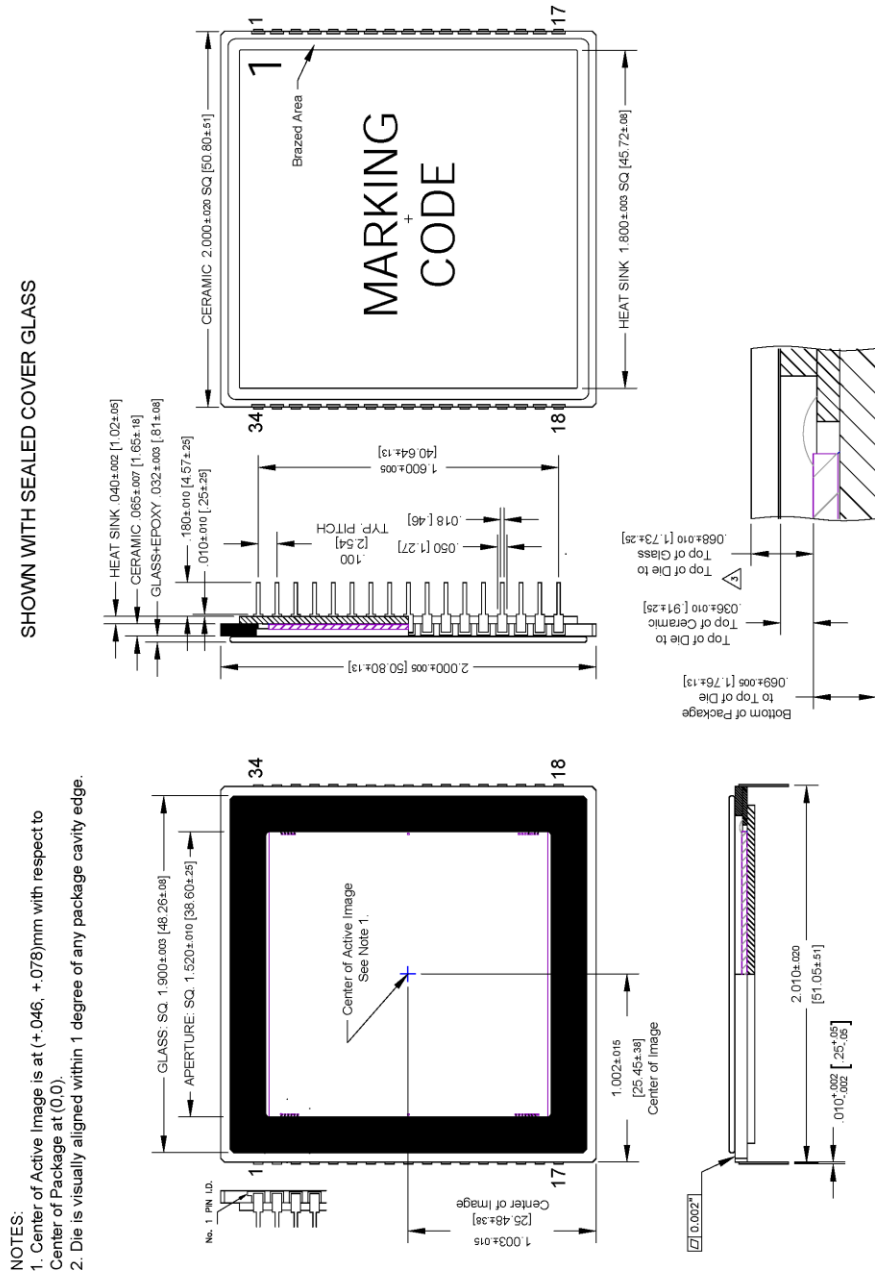 SHOWN WITH SEALED COVER GLASS
NOTES:
1. Center of Active Image is at (+.046, +.078)mm with respect to
Center of Package at (0,0).
2. Die is visually aligned within 1 degree of any package cavity edge.
GLASS: SQ. 1.900±.003 [48.26±.08]
APERTURE: SQ. 1.520±.010 [38.60±.25]
1
34
17
18
No. 1 PIN I.D.
Center of Active Image
See Note 1.
1.003±.015
[25.48±.38]
Center of Image
1.002±.015
[25.45±.38]
Center of Image
HEAT SINK .040±.002 [1.02±.05]
CERAMIC .065±.007 [1.65±.18]
GLASS+EPOXY .032±.003 [.81±.08]
.180±.010 [4.57±.25]
.010±.010 [.25±.25]
2.000±.005 [50.80±.13]
.100
[2.54]
TYP. PITCH
.050 [1.27]
.018 [.46]
1.600±.005
[40.64±.13]
CERAMIC 2.000±.020 SQ [50.80±.51]
34
1
1
Brazed Area
MARKING
+
CODE
18
17
HEAT SINK 1.800±.003 SQ [45.72±.08]
0.002"
2.010±.020
[51.05±.51]
.010+.002 -.002 [.25+.05 -.05]
Bottom of Package
to Top of Die
.069±.005 [1.76±.13]
Top of Die to
Top of Ceramic
.036±.010 [.91±.25]
3
Top of Die to
Top of Glass
.068±.010 [1.73±.25]